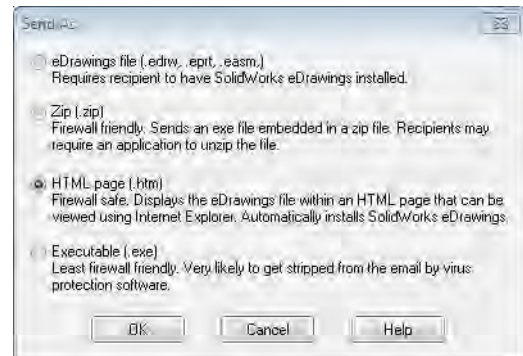 Send As
eDrawings file (.edrw, .eprt, .easm,)
Requires recipient to have SolidWorks eDrawings installed.
Zip (.zip)
Firewall friendly. Sends an exe file embedded in a zip file. Recipients may
require an application to unzip the file.
HTML page (.htm)
Firewall safe. Displays the eDrawings file within an HTML page that can be
viewed using Internet Explorer. Automatically installs SolidWorks eDrawings.
Executable (.exe)
Least firewall friendly. Very likely to get stripped from the email by virus
protection software.
OK Cancel Help